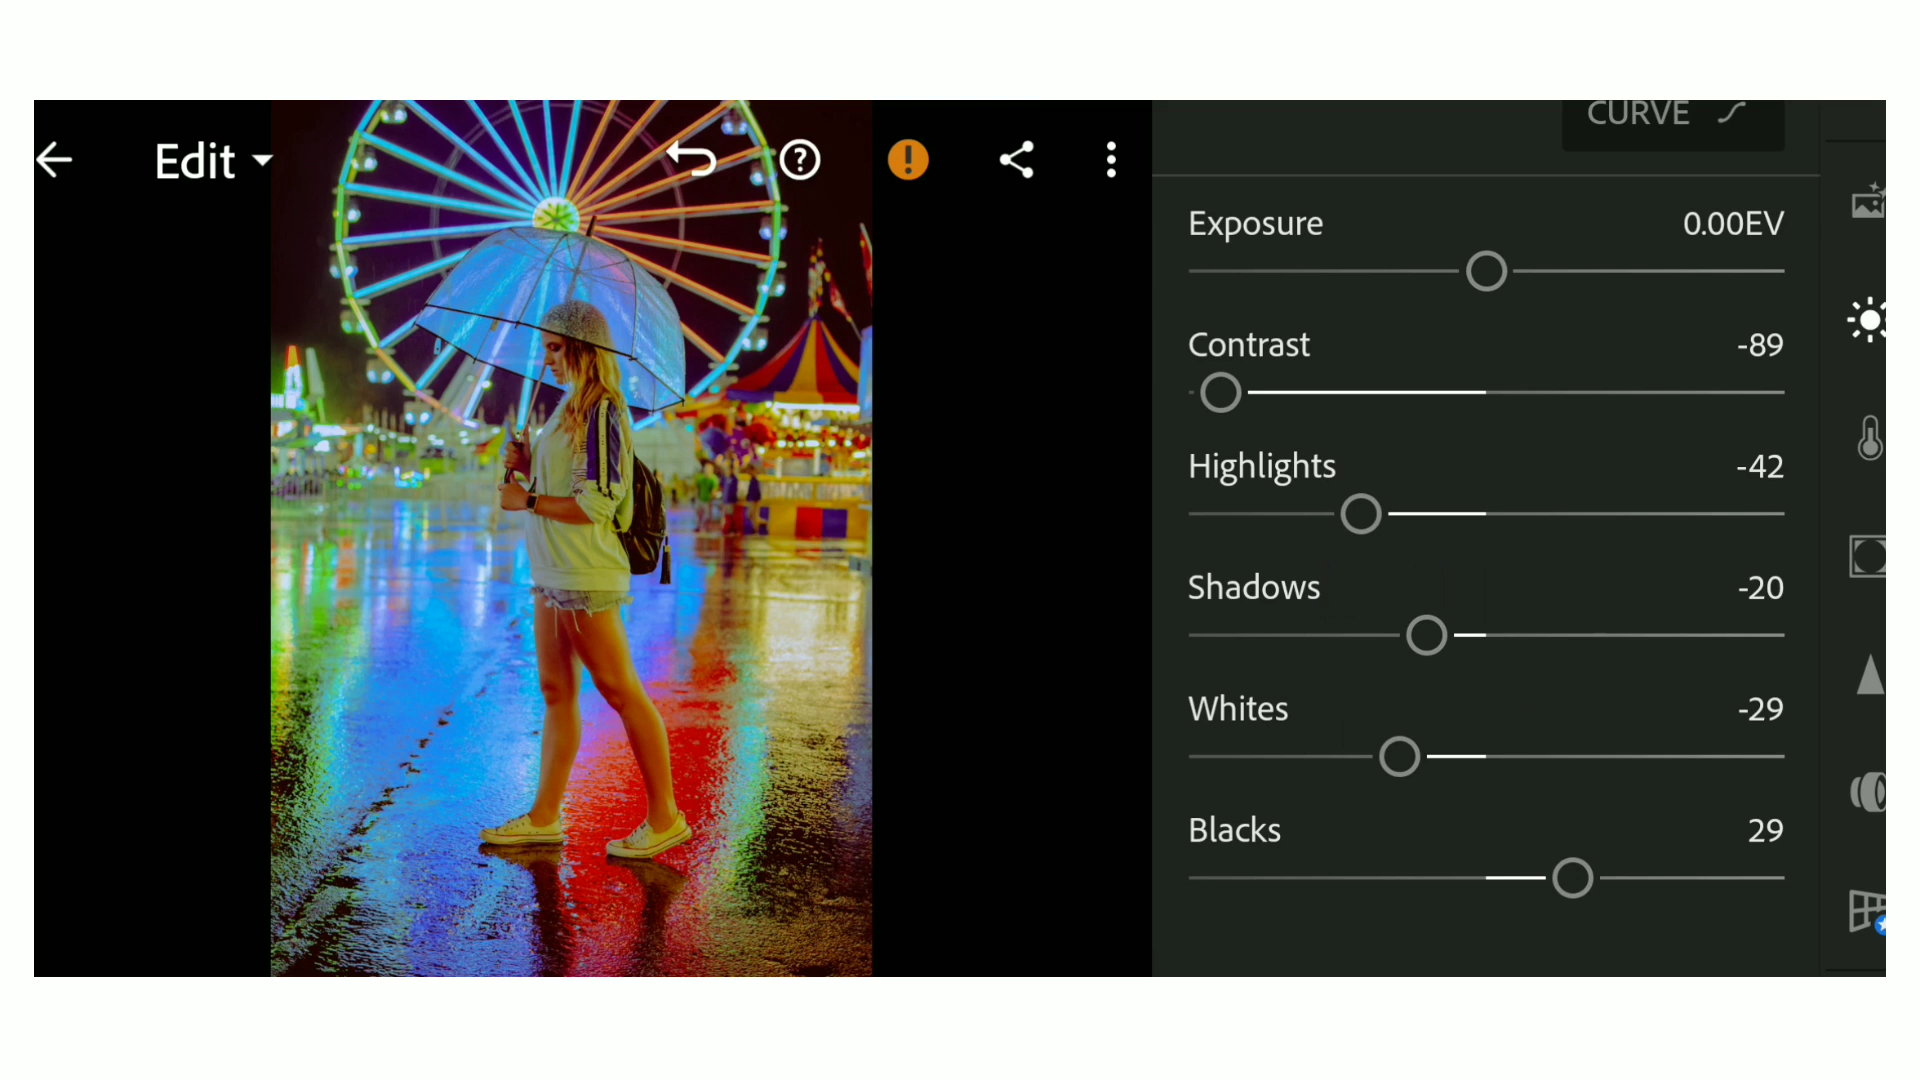 Edit
CURVE
Exposure 0.00EV
Contrast -89
Highlights -42
Shadows -20
Whites -29
Blacks 29